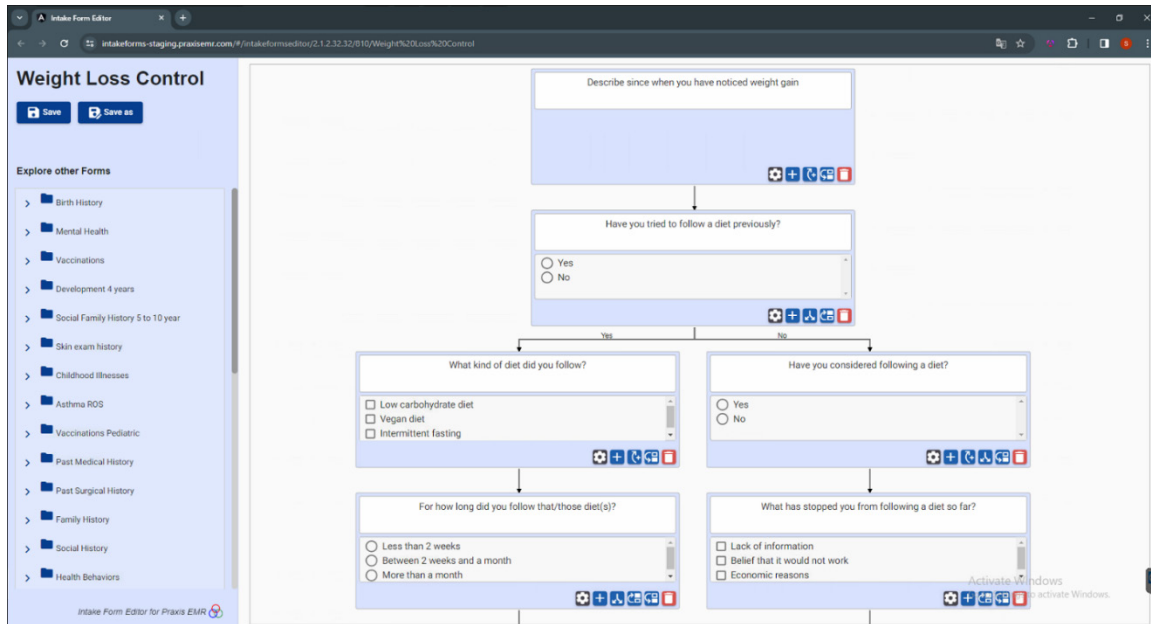 Intake Form Editor
intakeforms-staging.praxisemr.com/#/intakeformseditor/2.1.2.32.32/810/Weight%20Loss%20Control
Weight Loss Control
Save
Save as
Explore other Forms
Birth History
Mental Health
Vaccinations
Development 4 years
Social Family History 5 to 10 year
Skin exam history
Childhood Illnesses
Asthma ROS
Vaccinations Pediatric
Past Medical History
Past Surgical History
Family History
Social History
Health Behaviors
Intake Form Editor for Praxis EMR
Describe since when you have noticed weight gain
Have you tried to follow a diet previously?
Yes
No
Yes
No
What kind of diet did you follow?
Low carbohydrate diet
Vegan diet
Intermittent fasting
Have you considered following a diet?
Yes
No
For how long did you follow that/those diet(s)?
Less than 2 weeks
Between 2 weeks and a month
More than a month
What has stopped you from following a diet so far?
Lack of information
Belief that it would not work
Economic reasons
Activate Windows
to activate Windows.